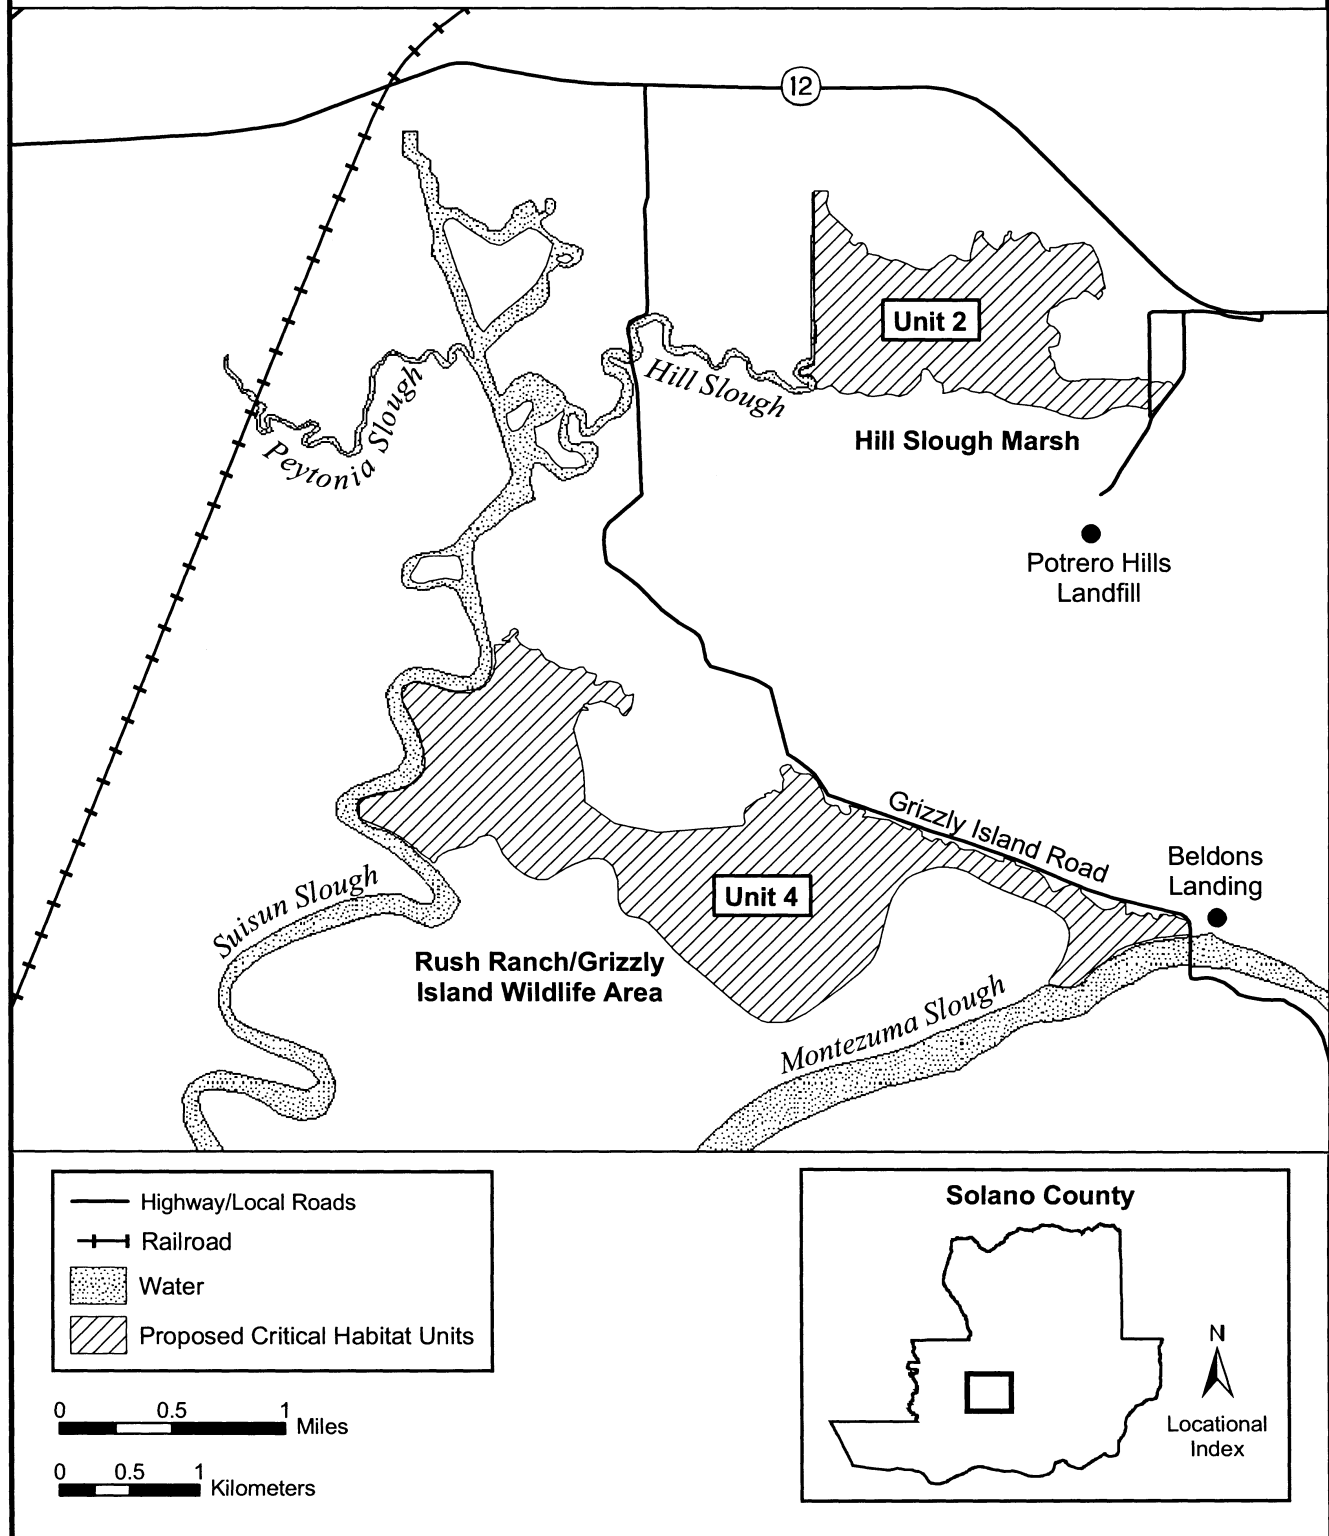 12
Unit 2
Hill Slough
Peytonia Slough
Hill Slough Marsh
Potrero Hills
Landfill
Grizzly Island Road
Beldons
Landing
Unit 4
Suisun Slough
Rush Ranch/Grizzly
Island Wildlife Area
Montezuma Slough
Highway/Local Roads
Railroad
Water
Proposed Critical Habitat Units
0 0.5 1
Miles
0 0.5 1
Kilometers
Solano County
N
Locational
Index